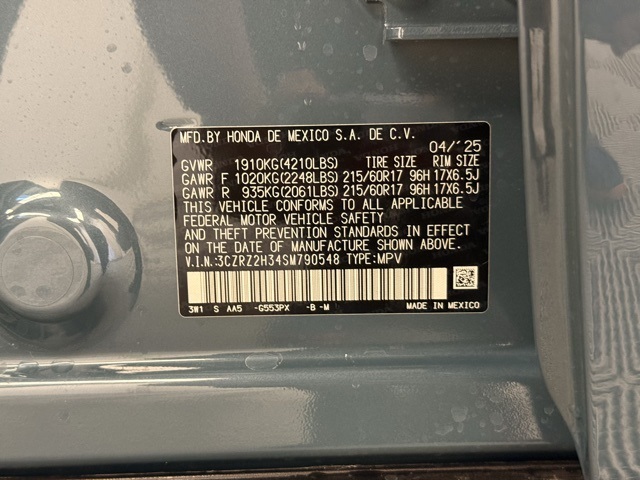 MFD.BY HONDA DE MEXICO S.A. DE C.V.
04/'25
GVWR 1910KG(4210LBS) TIRE SIZE RIM SIZE
GAWR F 1020KG(2248LBS) 215/60R17 96H 17X6.5J
GAWR R 935KG(2061LBS) 215/60R17 96H 17X6.5J
THIS VEHICLE CONFORMS TO ALL APPLICABLE
FEDERAL MOTOR VEHICLE SAFETY
AND THEFT PREVENTION STANDARDS IN EFFECT
ON THE DATE OF MANUFACTURE SHOWN ABOVE.
V.I.N.:3CZRZ2H34SM790548 TYPE:MPV
3W1 S AA5 -G553PX -B-M MADE IN MEXICO